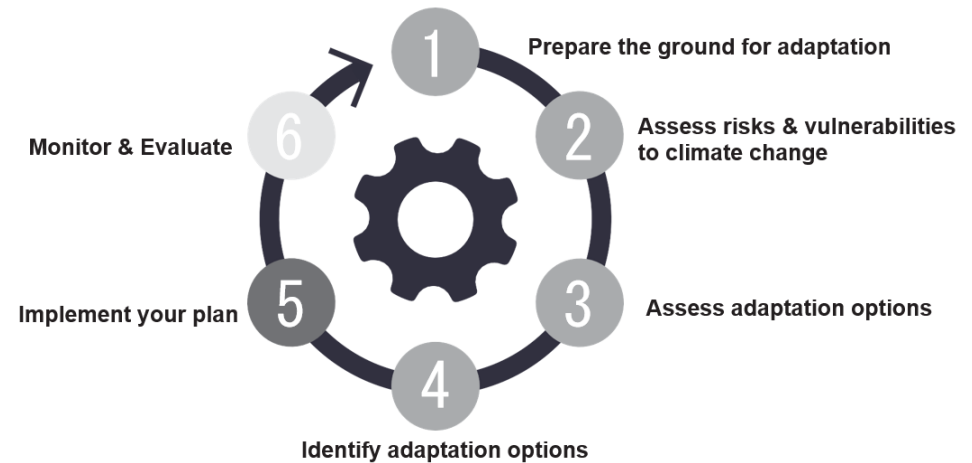 1
Prepare the ground for adaptation
2
Assess risks & vulnerabilities
to climate change
3
Assess adaptation options
4
Identify adaptation options
5
Implement your plan
6
Monitor & Evaluate